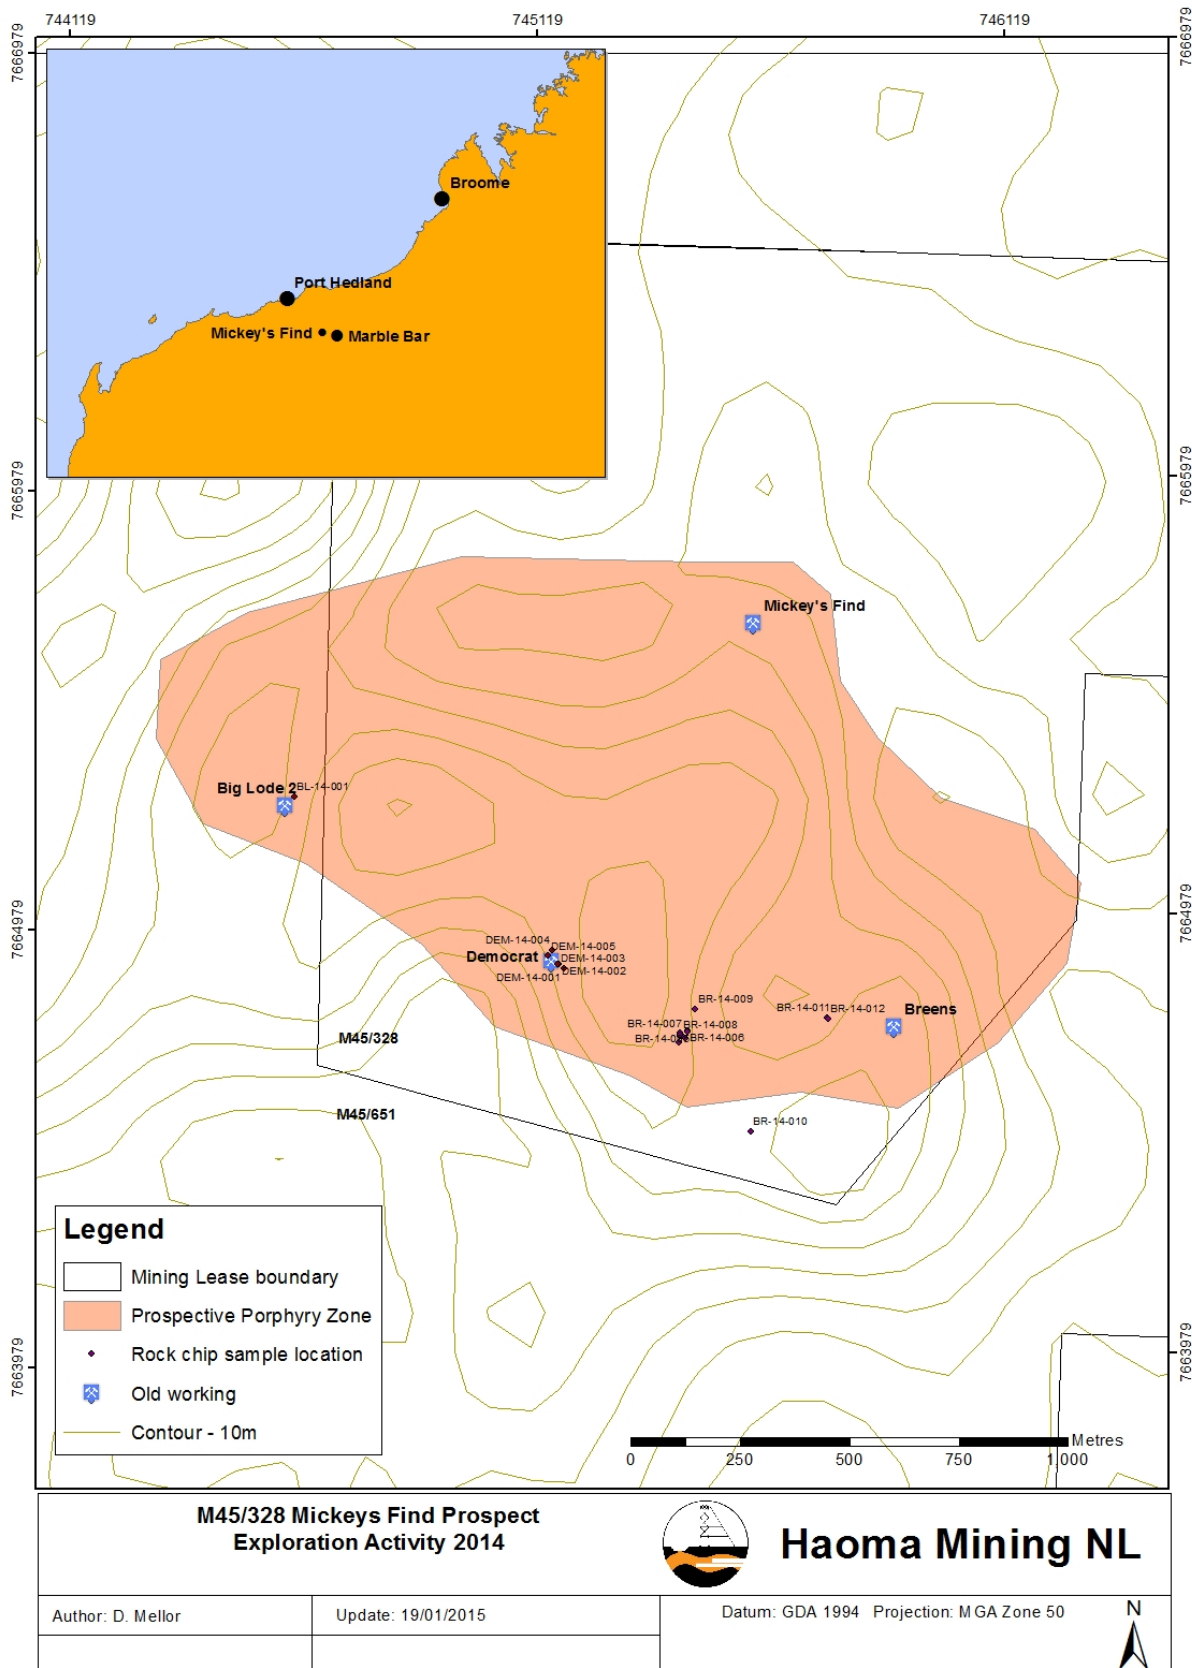 744119
745119
746119
7666979
7666979
Broome
Port Hedland
Mickey's Find
Marble Bar
7665979
7665979
Mickey's Find
Big Lode 2
BL-14-001
7664979
7664979
DEM-14-004
DEM-14-005
Democrat
DEM-14-003
DEM-14-001
DEM-14-002
BR-14-009
BR-14-011
BR-14-012
Breens
BR-14-007
BR-14-008
BR-14-006
M45/328
M45/651
BR-14-010
Legend
Mining Lease boundary
Prospective Porphyry Zone
Rock chip sample location
Old working
Contour - 10m
7663979
7663979
Metres
0 250 500 750 1,000
M45/328 Mickeys Find Prospect
Exploration Activity 2014
Haoma Mining NL
Author: D. Mellor
Update: 19/01/2015
Datum: GDA 1994 Projection: MGA Zone 50
N